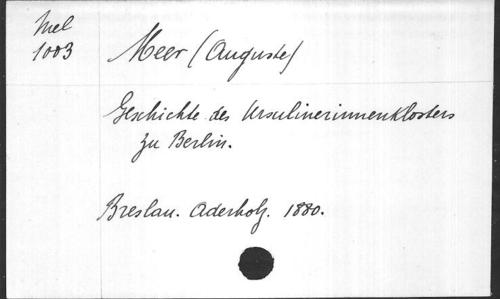 Mel
1003
Meer (Auguste)
Geschichte des Ursulinerinnenklosters
zu Berlin.
Breslau. Aderholz. 1880.